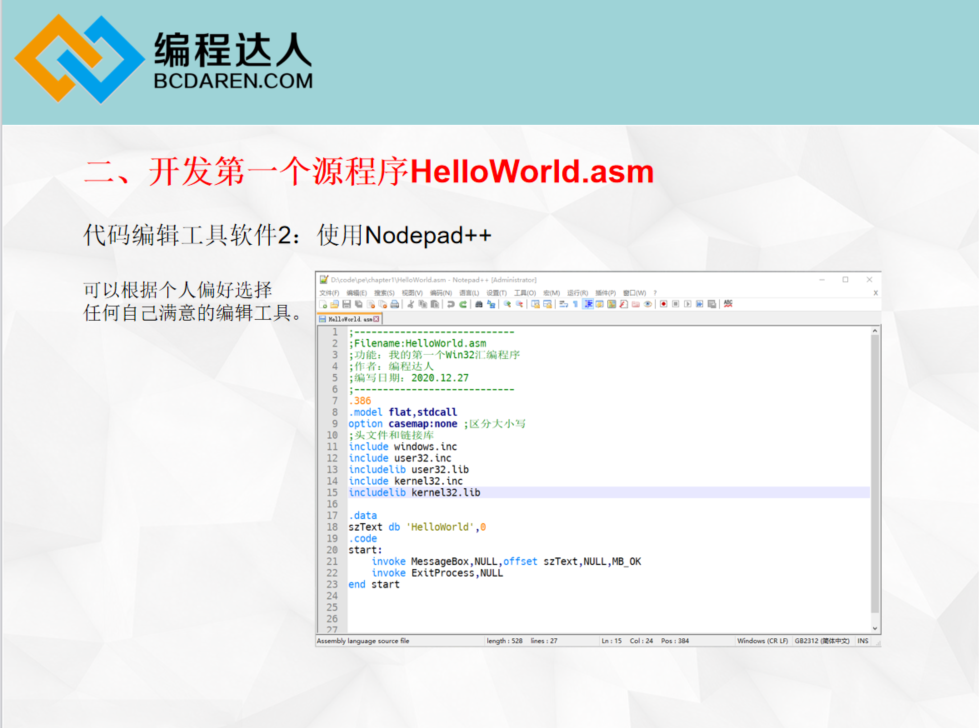 编程达人
BCDAREN.COM
二、开发第一个源程序HelloWorld.asm
代码编辑工具软件2：使用Nodepad++
可以根据个人偏好选择
任何自己满意的编辑工具。
D:\code\pe\chapter1\HelloWorld.asm - Notepad++ [Administrator]
文件(F) 编辑(E) 搜索(S) 视图(V) 编码(N) 语言(L) 设置(T) 工具(O) 宏(M) 运行(R) 插件(P) 窗口(W) ? X
HelloWorld.asm
1 ;----------------------------
2 ;Filename:HelloWorld.asm
3 ;功能：我的第一个Win32汇编程序
4 ;作者：编程达人
5 ;编写日期：2020.12.27
6 ;----------------------------
7 .386
8 .model flat,stdcall
9 option casemap:none ;区分大小写
10 ;头文件和链接库
11 include windows.inc
12 include user32.inc
13 includelib user32.lib
14 include kernel32.inc
15 includelib kernel32.lib
16
17 .data
18 szText db 'HelloWorld',0
19 .code
20 start:
21 invoke MessageBox,NULL,offset szText,NULL,MB_OK
22 invoke ExitProcess,NULL
23 end start
24
25
26
27
Assembly language source file length : 528 lines : 27 Ln : 15 Col : 24 Pos : 384 Windows (CR LF) GB2312 (简体中文) INS